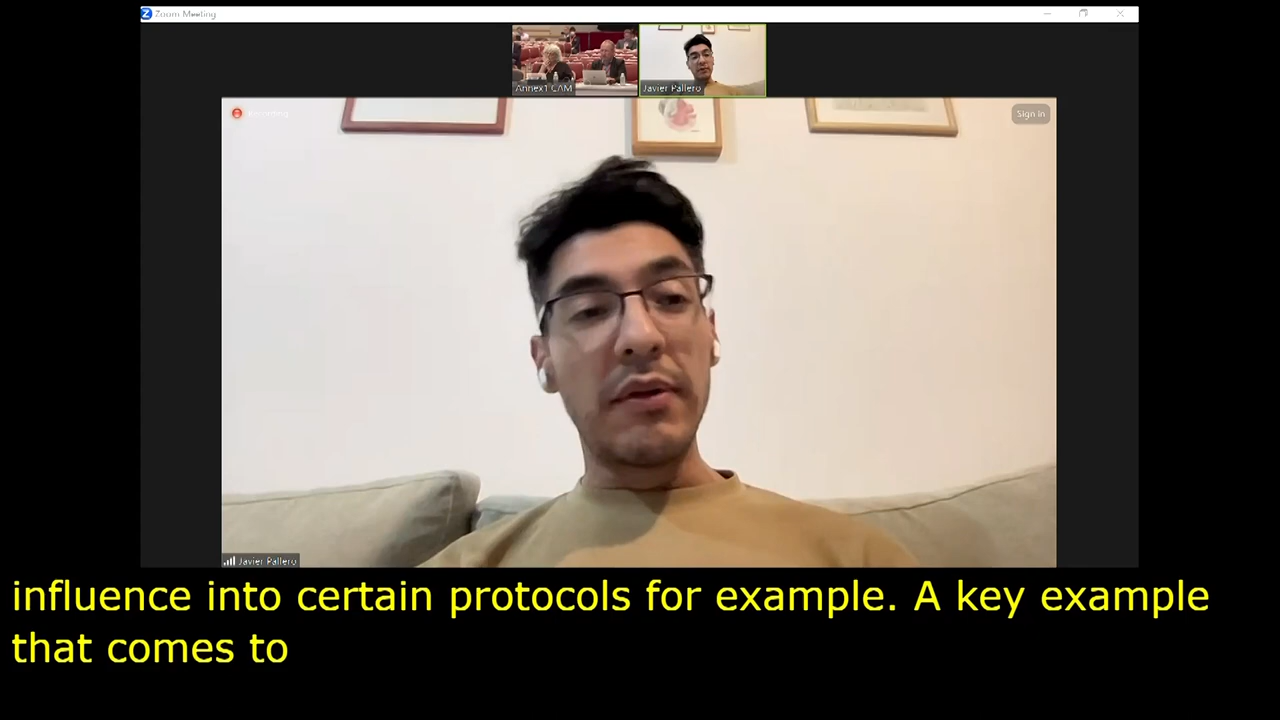 Zoom Meeting
Annex1 CAM
Javier Pallero
Recording
Sign in
Javier Pallero
influence into certain protocols for example. A key example
that comes to